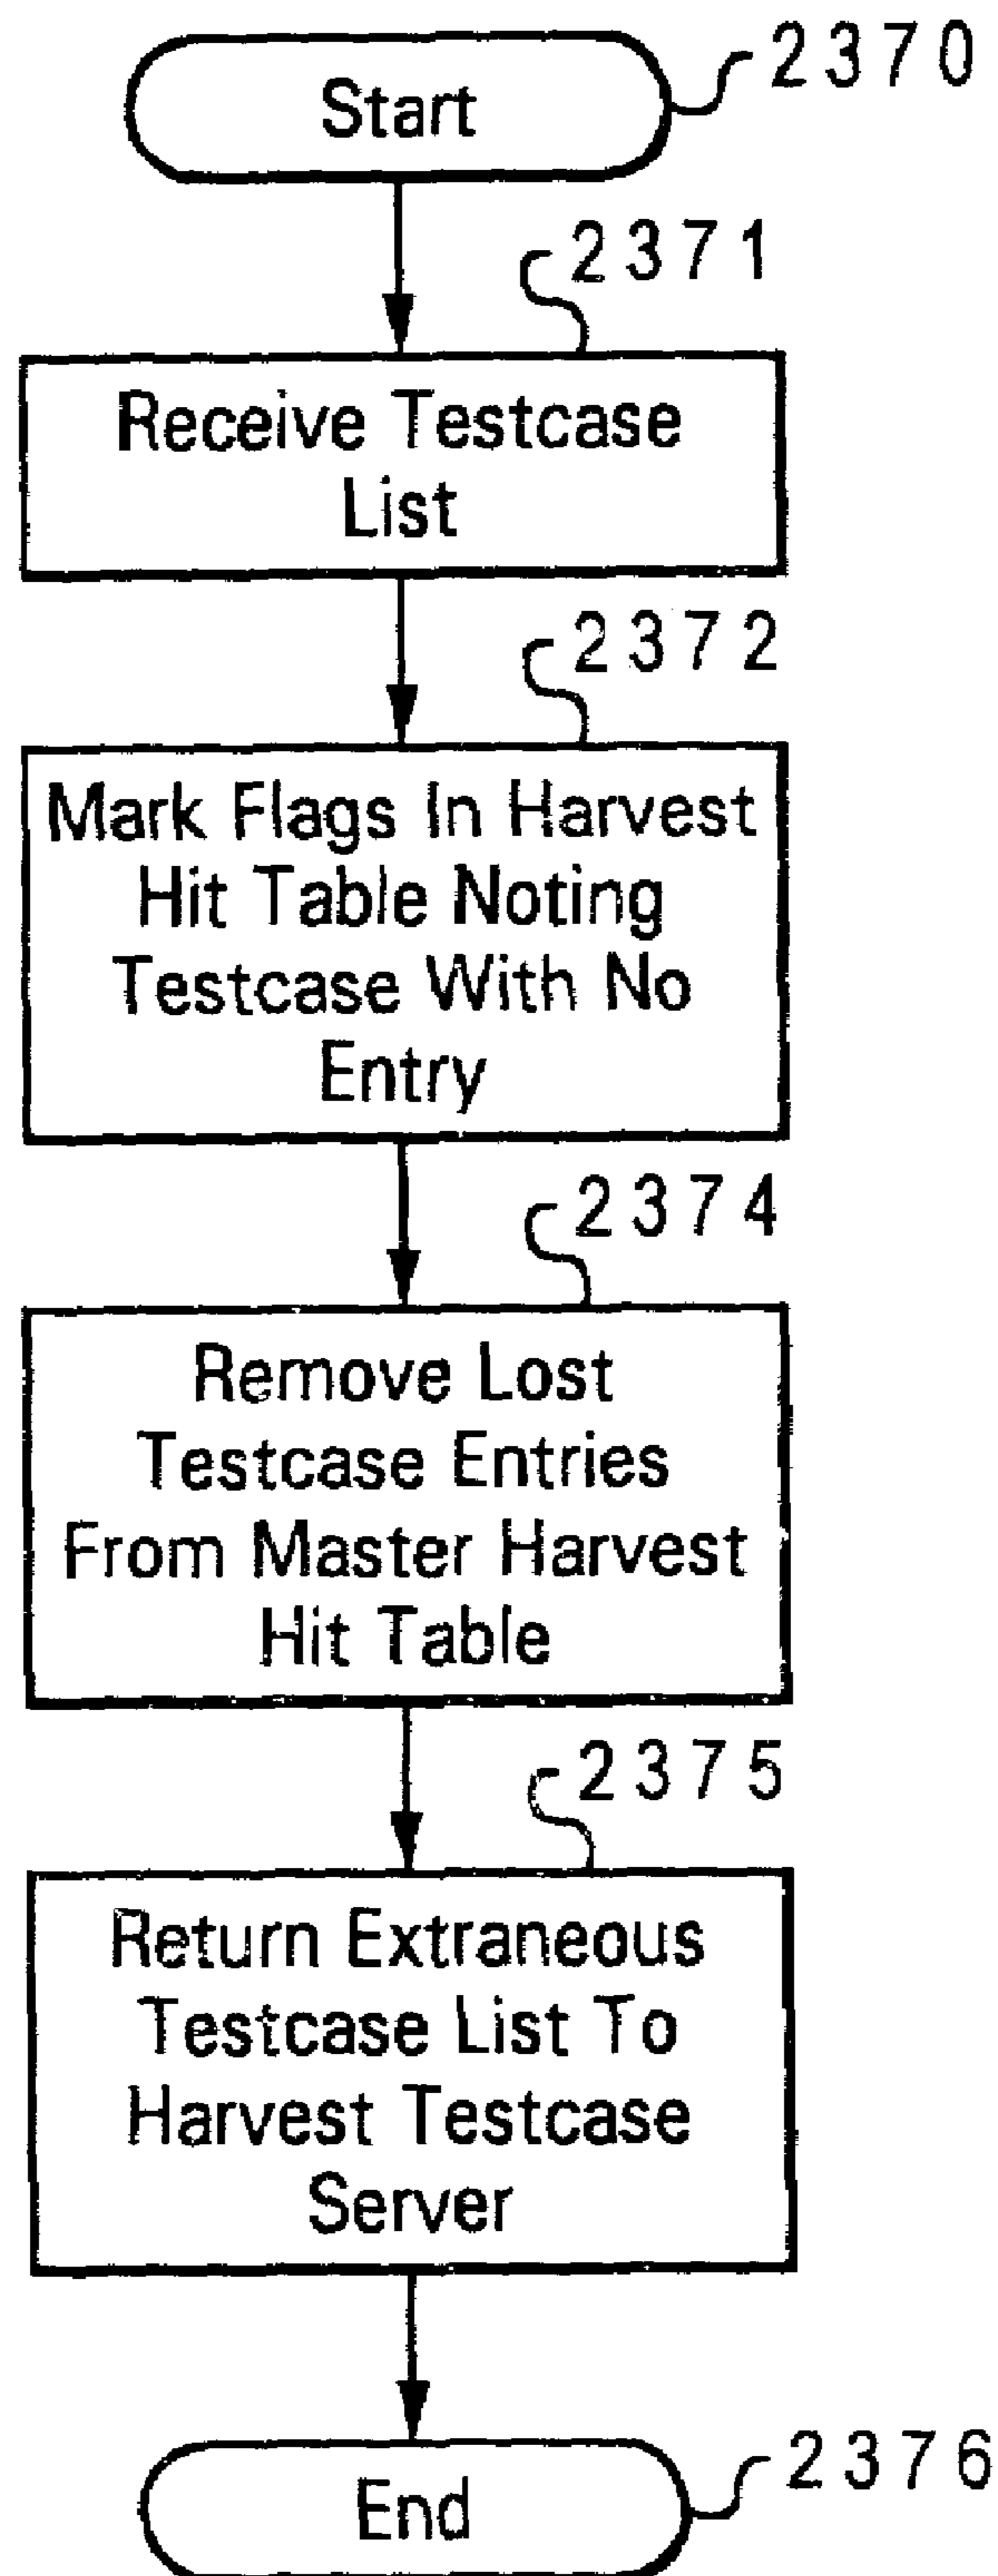 2370
Start
2371
Receive Testcase
List
2372
Mark Flags In Harvest
Hit Table Noting
Testcase With No
Entry
2374
Remove Lost
Testcase Entries
From Master Harvest
Hit Table
2375
Return Extraneous
Testcase List To
Harvest Testcase
Server
2376
End